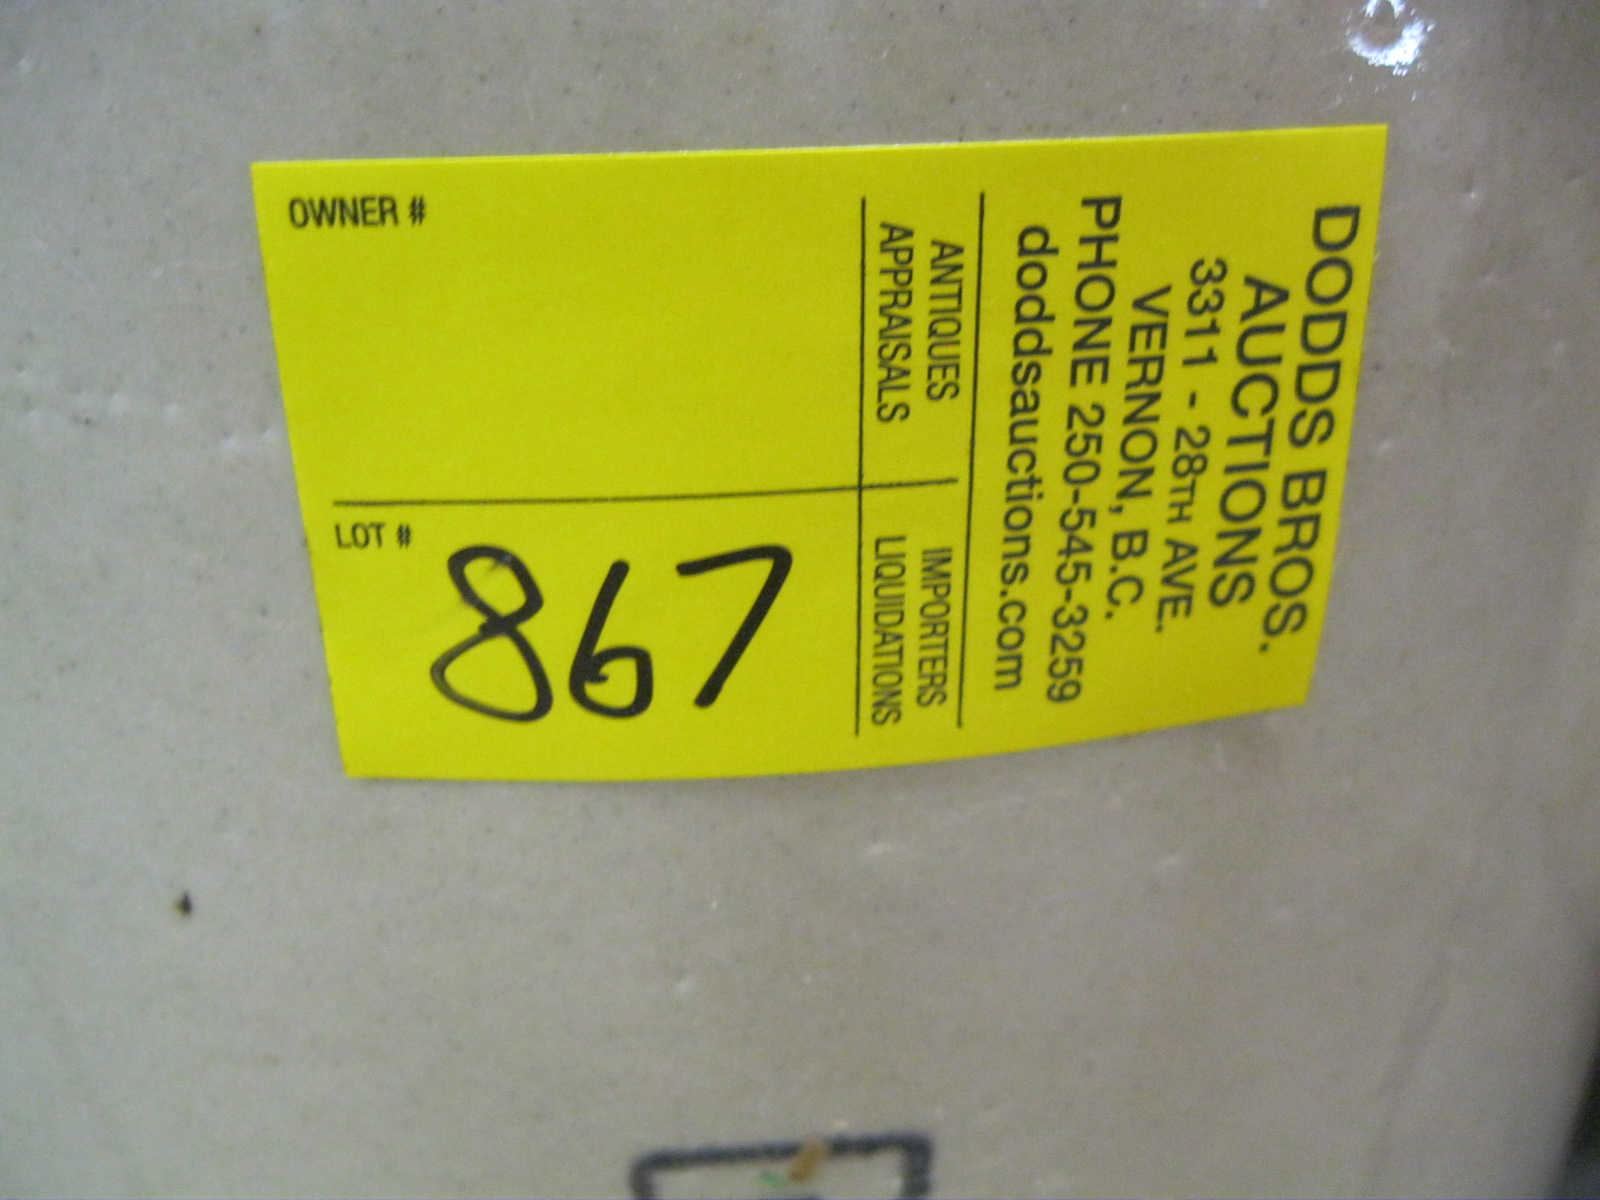 DODDS BROS.
AUCTIONS
3311 - 28TH AVE.
VERNON, B.C.
PHONE 250-545-3259
doddsauctions.com
ANTIQUES IMPORTERS
APPRAISALS LIQUIDATIONS
OWNER #
LOT # 867